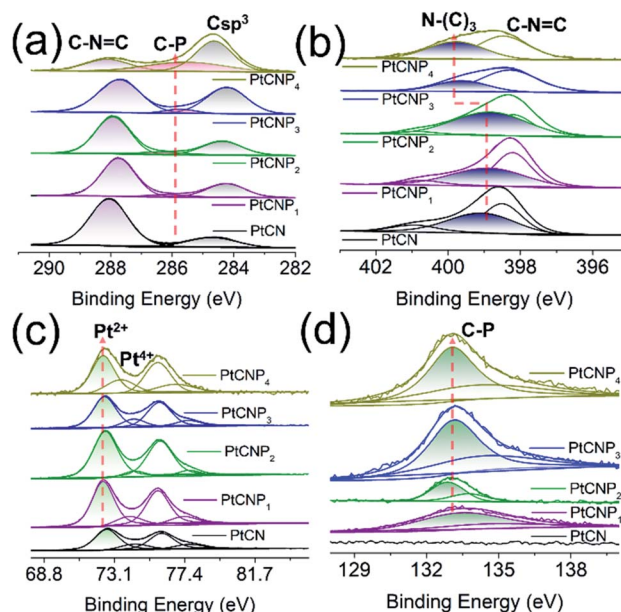 (a)
C-N=C
C-P
Csp³
PtCNP₄
PtCNP₃
PtCNP₂
PtCNP₁
PtCN
290 288 286 284 282
Binding Energy (eV)
(b)
N-(C)₃
C-N=C
PtCNP₄
PtCNP₃
PtCNP₂
PtCNP₁
PtCN
402 400 398 396
Binding Energy (eV)
(c)
Pt²⁺
Pt⁴⁺
PtCNP₄
PtCNP₃
PtCNP₂
PtCNP₁
PtCN
68.8 73.1 77.4 81.7
Binding Energy (eV)
(d)
C-P
PtCNP₄
PtCNP₃
PtCNP₂
PtCNP₁
PtCN
129 132 135 138
Binding Energy (eV)